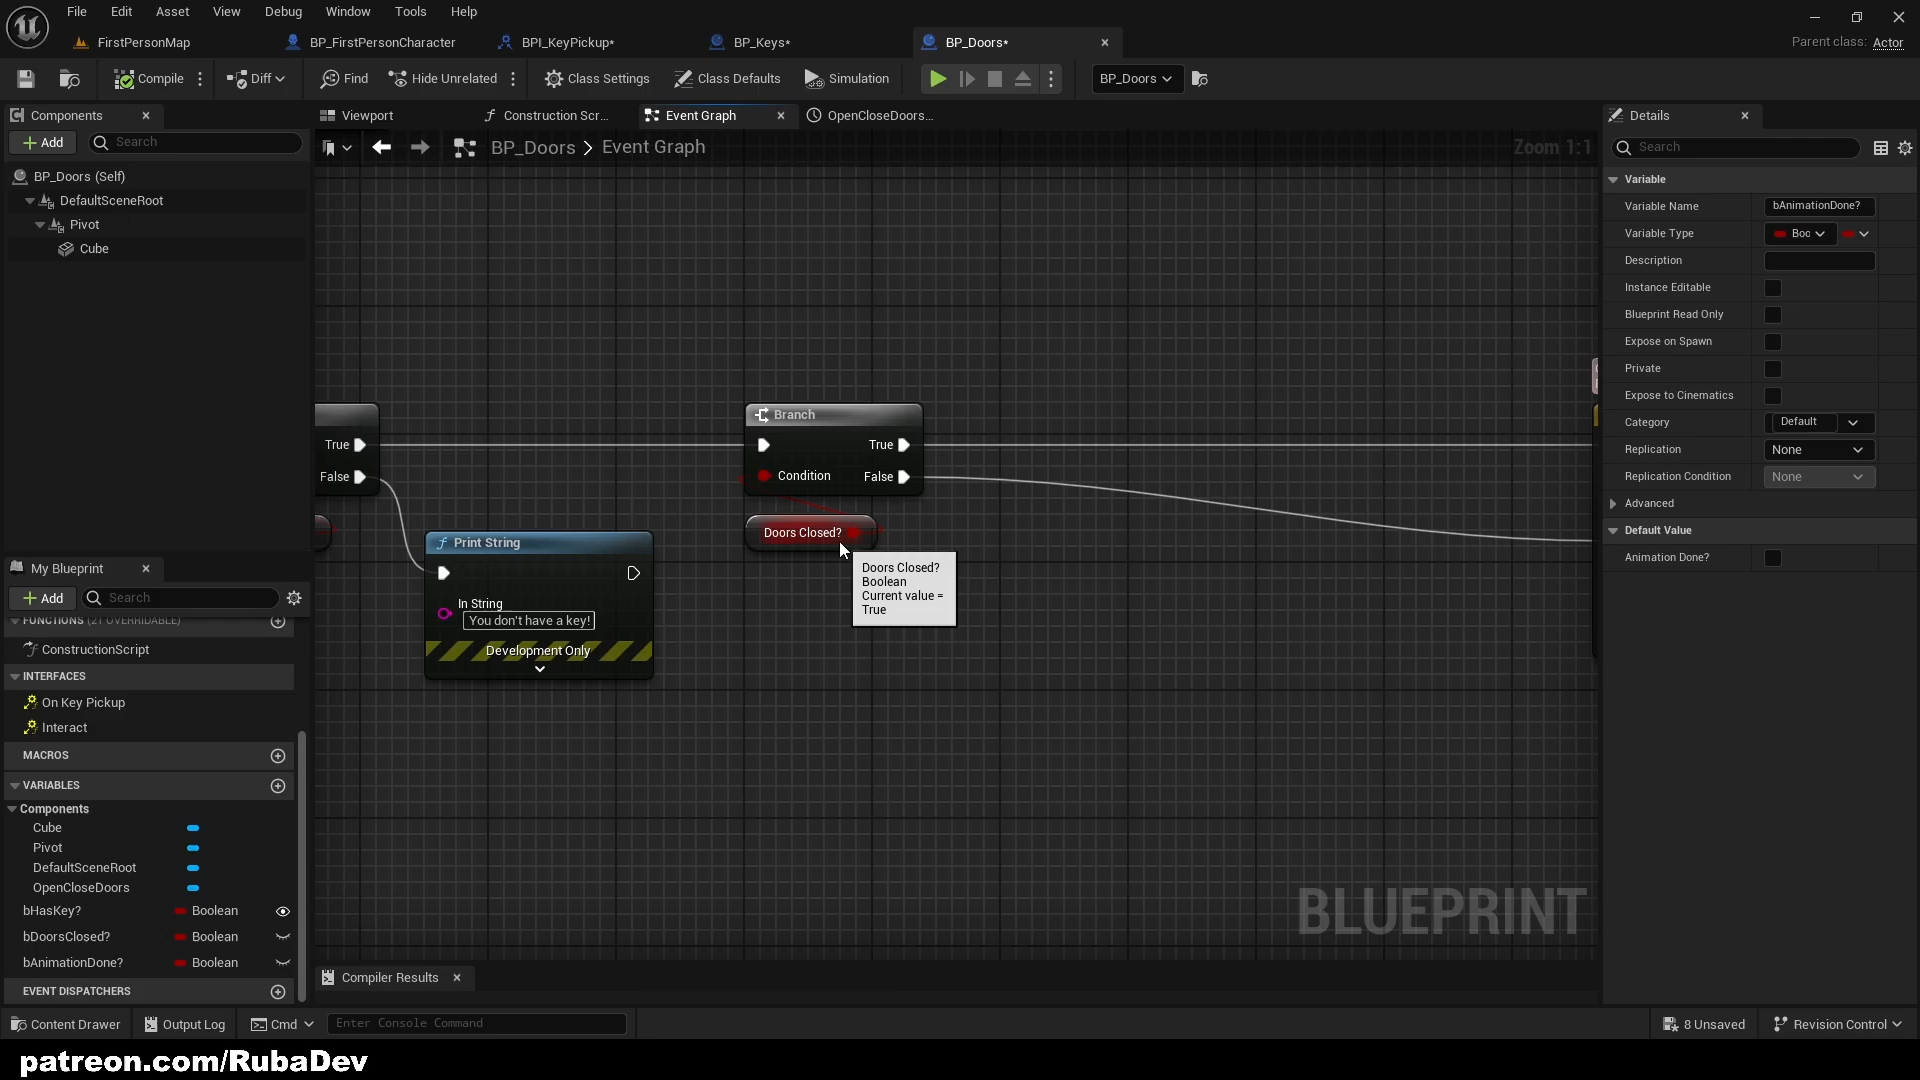 File Edit Asset View Debug Window Tools Help
FirstPersonMap BP_FirstPersonCharacter BPI_KeyPickup* BP_Keys* BP_Doors*
Parent class: Actor
Compile Diff Find Hide Unrelated Class Settings Class Defaults Simulation BP_Doors
Components
Add Search
BP_Doors (Self)
DefaultSceneRoot
Pivot
Cube
Viewport Construction Scr... Event Graph OpenCloseDoors...
BP_Doors > Event Graph
Zoom 1:1
True
False
Print String
In String
You don't have a key!
Development Only
Branch
True
Condition False
Doors Closed?
Doors Closed?
Boolean
Current value =
True
BLUEPRINT
My Blueprint
Add Search
FUNCTIONS (21 OVERRIDABLE)
ConstructionScript
INTERFACES
On Key Pickup
Interact
MACROS
VARIABLES
Components
Cube
Pivot
DefaultSceneRoot
OpenCloseDoors
bHasKey? Boolean
bDoorsClosed? Boolean
bAnimationDone? Boolean
EVENT DISPATCHERS
Compiler Results
Details
Search
Variable
Variable Name bAnimationDone?
Variable Type Boo
Description
Instance Editable
Blueprint Read Only
Expose on Spawn
Private
Expose to Cinematics
Category Default
Replication None
Replication Condition None
Advanced
Default Value
Animation Done?
Content Drawer Output Log Cmd Enter Console Command 8 Unsaved Revision Control
patreon.com/RubaDev